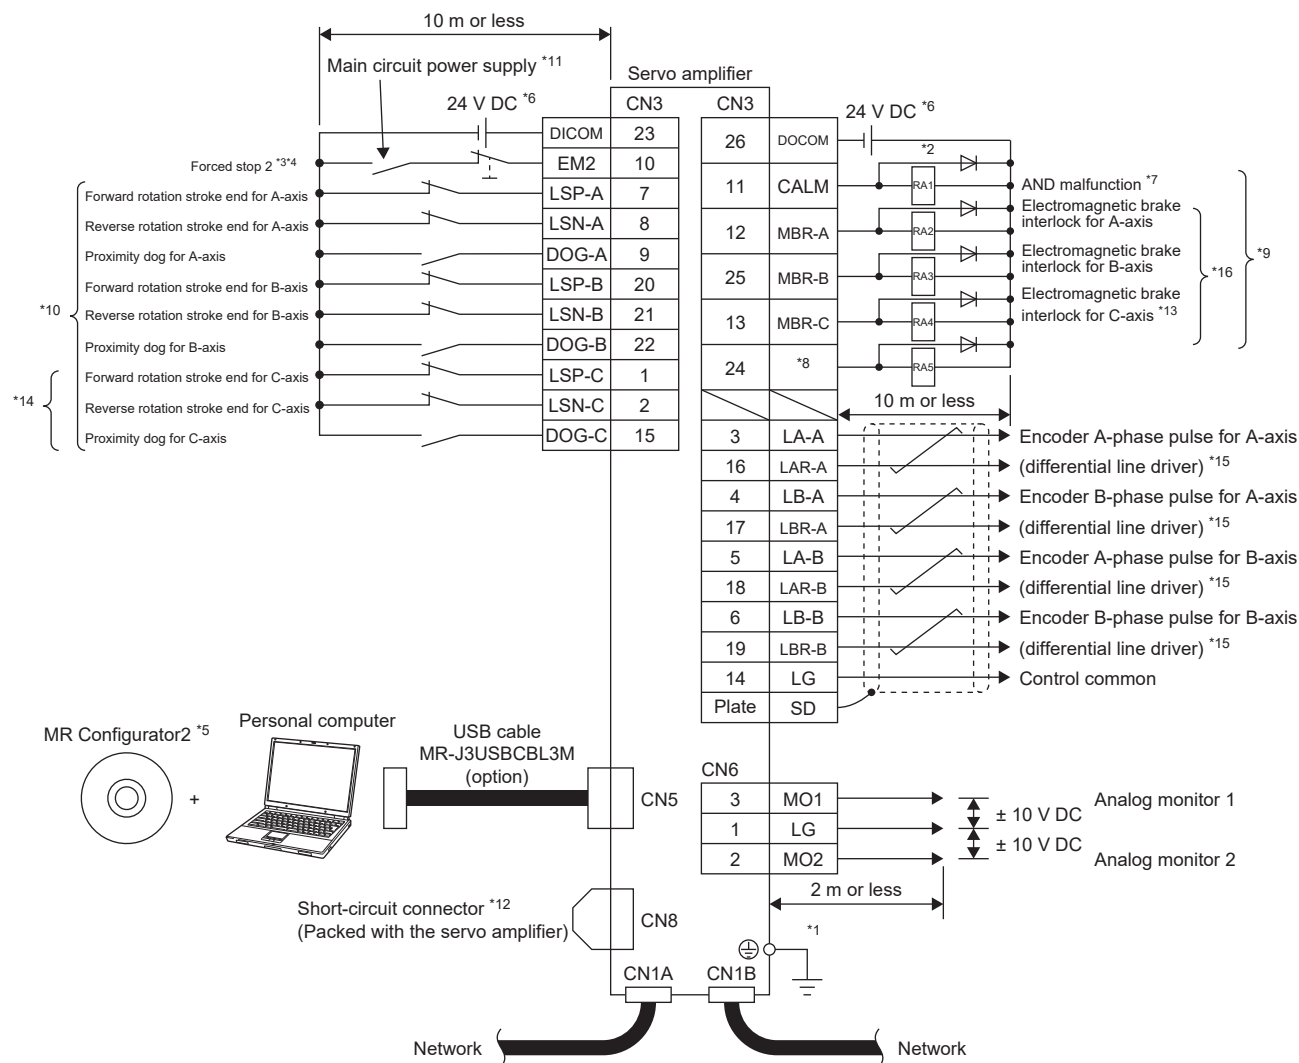 10 m or less
Main circuit power supply *11
Servo amplifier
24 V DC *6
CN3
CN3
24 V DC *6
DICOM 23
26 DOCOM
Forced stop 2 *3*4
EM2 10
*2
Forward rotation stroke end for A-axis
LSP-A 7
11 CALM
RA1
AND malfunction *7
Reverse rotation stroke end for A-axis
LSN-A 8
12 MBR-A
RA2
Electromagnetic brake
interlock for A-axis
Proximity dog for A-axis
DOG-A 9
25 MBR-B
RA3
Electromagnetic brake
interlock for B-axis
*16
*9
Forward rotation stroke end for B-axis
LSP-B 20
*10
Reverse rotation stroke end for B-axis
LSN-B 21
13 MBR-C
RA4
Electromagnetic brake
interlock for C-axis *13
Proximity dog for B-axis
DOG-B 22
24 *8
RA5
Forward rotation stroke end for C-axis
LSP-C 1
*14
Reverse rotation stroke end for C-axis
LSN-C 2
10 m or less
Proximity dog for C-axis
DOG-C 15
3 LA-A
Encoder A-phase pulse for A-axis
16 LAR-A
(differential line driver) *15
4 LB-A
Encoder B-phase pulse for A-axis
17 LBR-A
(differential line driver) *15
5 LA-B
Encoder A-phase pulse for B-axis
18 LAR-B
(differential line driver) *15
6 LB-B
Encoder B-phase pulse for B-axis
19 LBR-B
(differential line driver) *15
14 LG
Control common
Plate SD
MR Configurator2 *5
+
Personal computer
USB cable
MR-J3USBCBL3M
(option)
CN5
CN6
3 MO1
Analog monitor 1
± 10 V DC
1 LG
± 10 V DC
2 MO2
Analog monitor 2
2 m or less
Short-circuit connector *12
(Packed with the servo amplifier)
CN8
*1
CN1A
CN1B
Network
Network